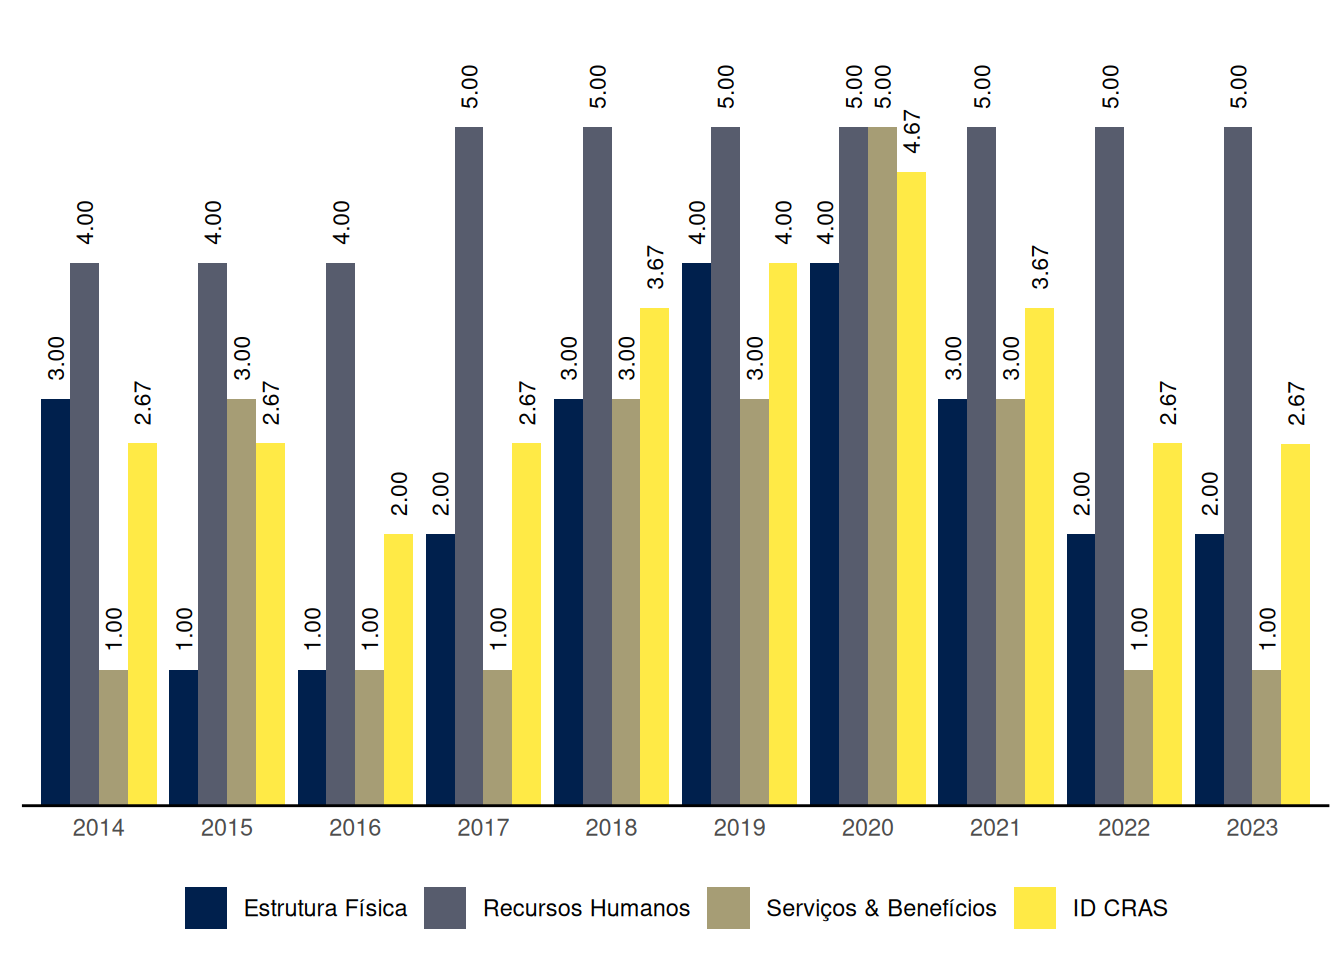 3.00 4.00 1.00 2.67
1.00 4.00 3.00 2.67
1.00 4.00 1.00 2.00
2.00 5.00 1.00 2.67
3.00 5.00 3.00 3.67
4.00 5.00 3.00 4.00
4.00 5.00 5.00 4.67
3.00 5.00 3.00 3.67
2.00 5.00 1.00 2.67
2.00 5.00 1.00 2.67
2014 2015 2016 2017 2018 2019 2020 2021 2022 2023
Estrutura Física Recursos Humanos Serviços & Benefícios ID CRAS